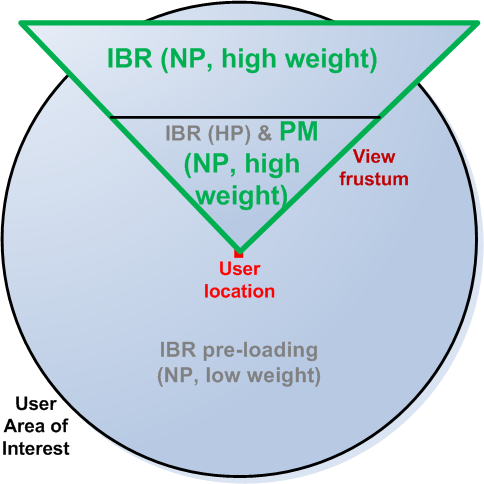 IBR (NP, high weight)
IBR (HP) & PM
(NP, high
weight)
View
frustum
User
location
IBR pre-loading
(NP, low weight)
User
Area of
Interest